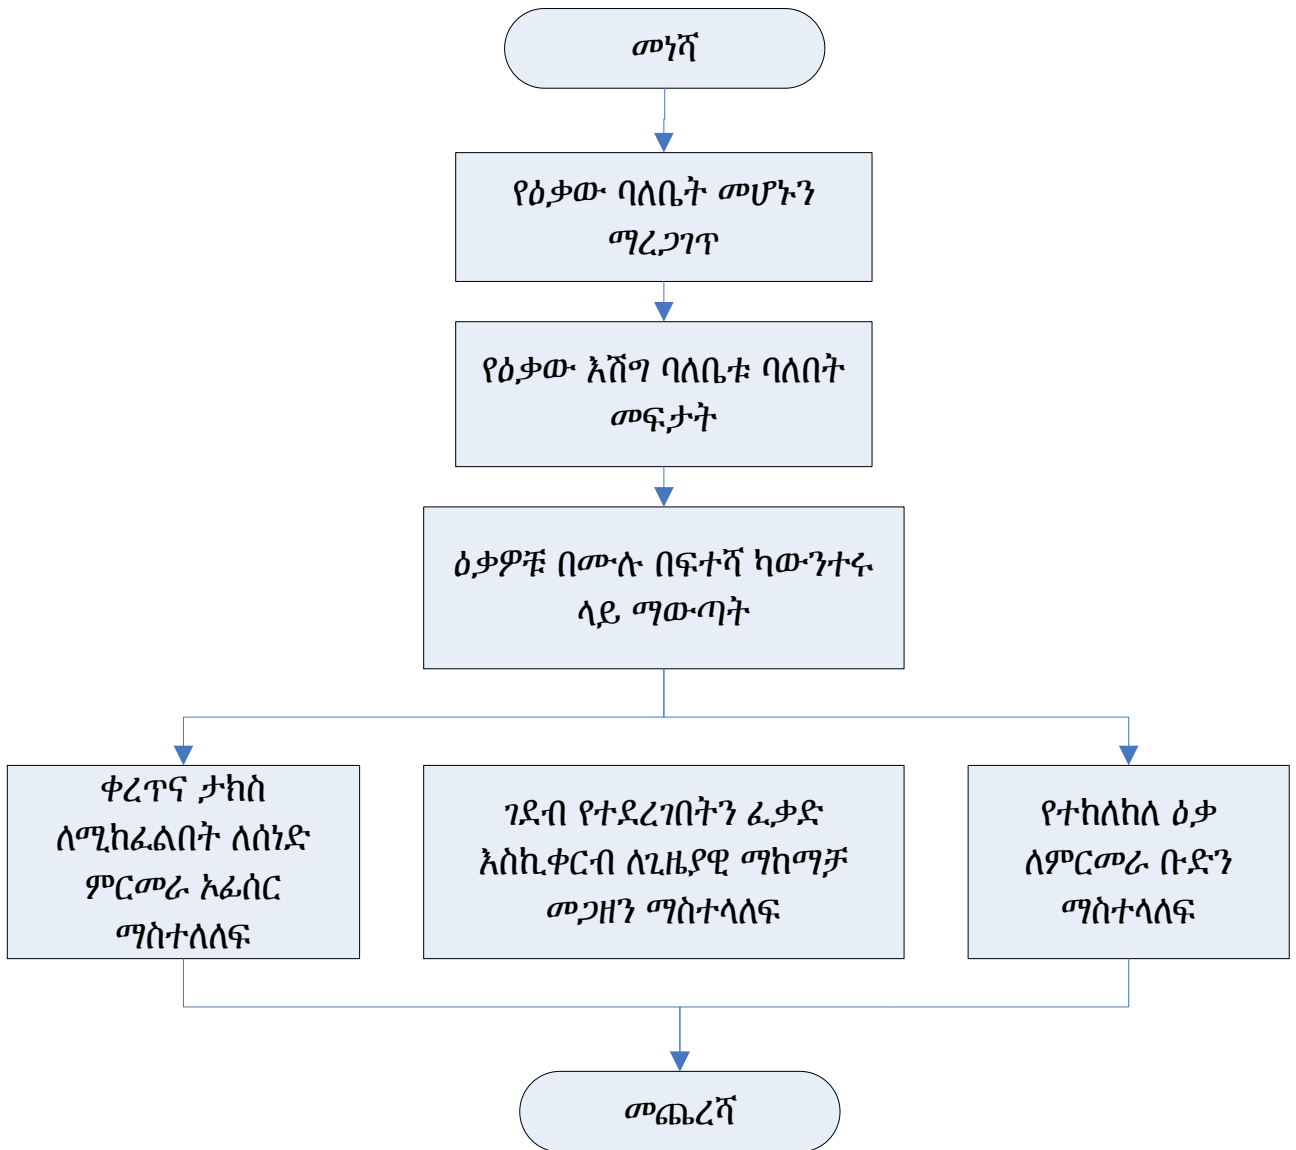 መነሻ
የዕቃው ባለቤት መሆኑን
ማረጋገጥ
የዕቃው እሽግ ባለቤቱ ባለበት
መፍታት
ዕቃዎቹ በሙሉ በፍተሻ ካውንተሩ
ላይ ማውጣት
ቀረጥና ታክስ
ለሚከፈልበት ለሰነድ
ምርመራ ኦፊሰር
ማስተለለፍ
ገደብ የተደረገበትን ፈቃድ
እስኪቀርብ ለጊዜያዊ ማከማቻ
መጋዘን ማስተላለፍ
የተከለከለ ዕቃ
ለምርመራ ቡድን
ማስተላለፍ
መጨረሻ